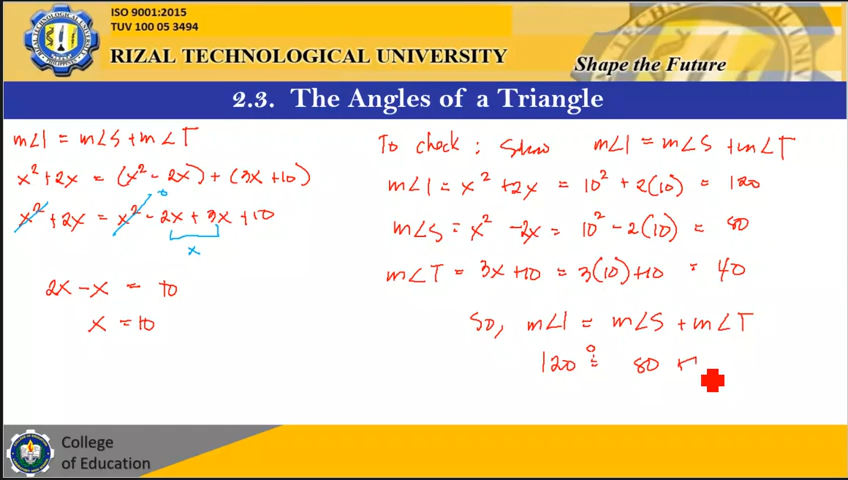 ISO 9001:2015
TUV 100 05 3494
RIZAL TECHNOLOGICAL UNIVERSITY
Shape the Future
2.3. The Angles of a Triangle
m∠1 = m∠S + m∠T
x² + 2x = (x² - 2x) + (3x + 10)
x² + 2x = x² - 2x + 3x + 10
x
2x - x = 10
x = 10
To check : Show m∠1 = m∠S + m∠T
m∠1 = x² + 2x = 10² + 2(10) = 120
m∠S = x² - 2x = 10² - 2(10) = 80
m∠T = 3x + 10 = 3(10) + 10 = 40
So, m∠1 = m∠S + m∠T
120° = 80
College
of Education